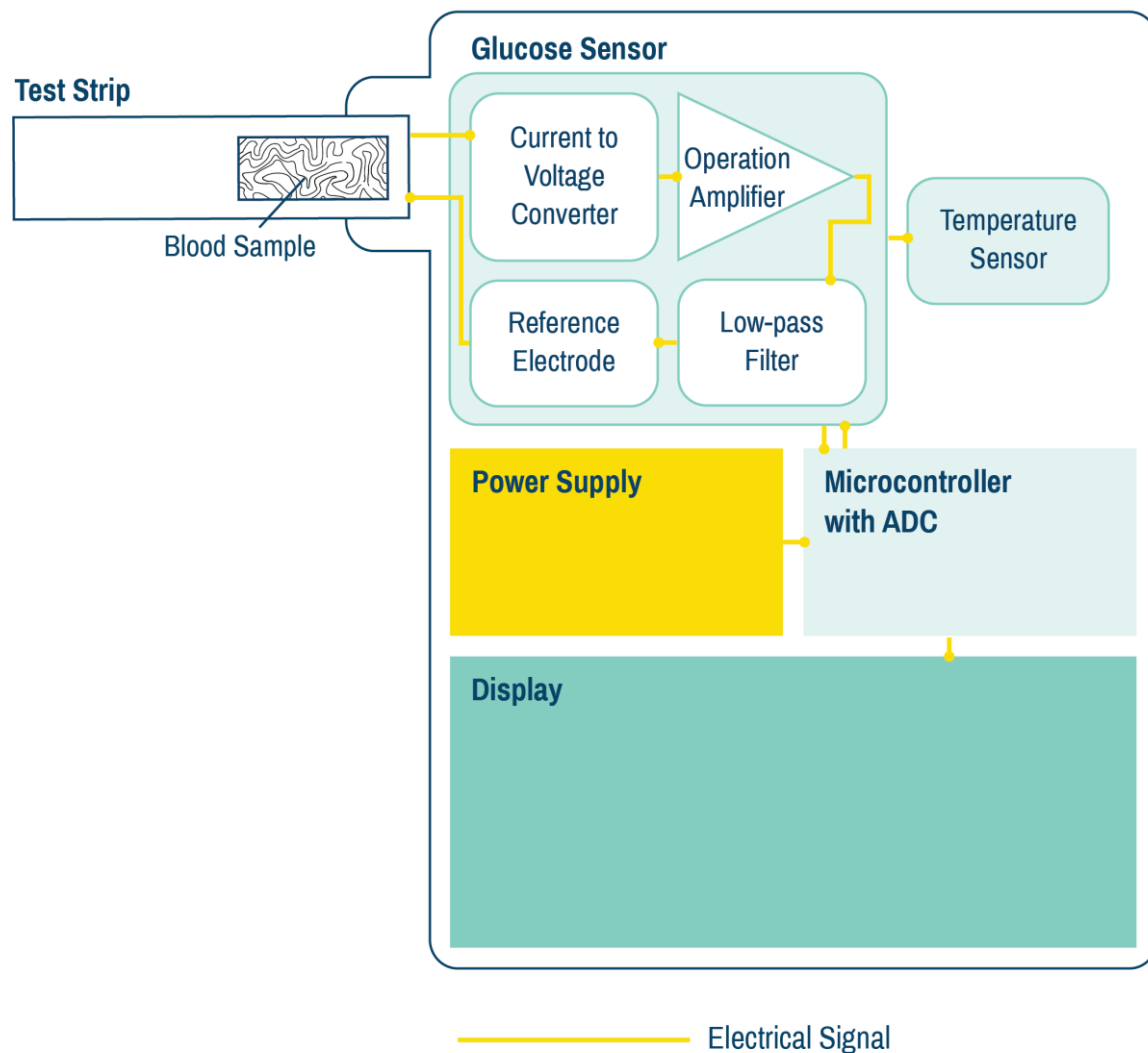 Glucose Sensor
Test Strip
Current to
Voltage
Converter
Operation
Amplifier
Temperature
Sensor
Blood Sample
Reference
Electrode
Low-pass
Filter
Power Supply
Microcontroller
with ADC
Display
Electrical Signal